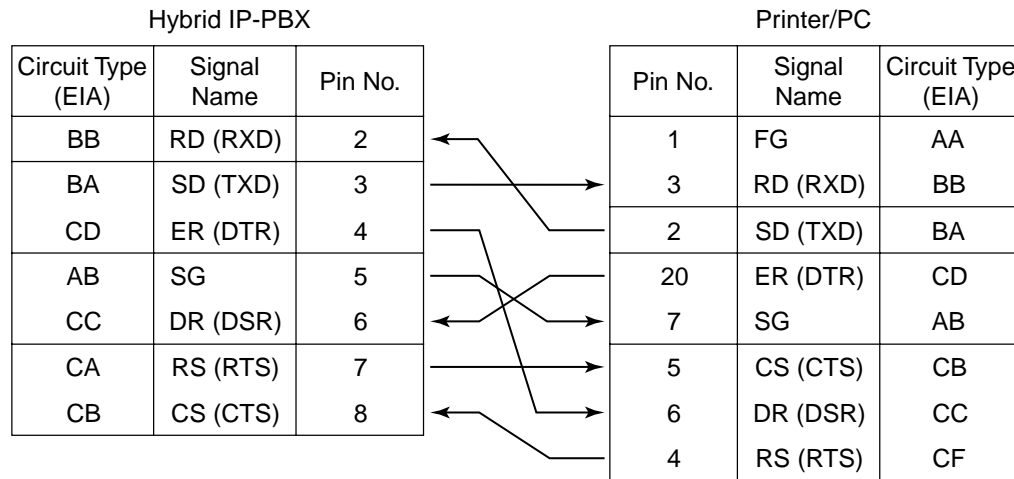 Hybrid IP-PBX
Circuit Type (EIA) Signal Name Pin No.
BB RD (RXD) 2
BA SD (TXD) 3
CD ER (DTR) 4
AB SG 5
CC DR (DSR) 6
CA RS (RTS) 7
CB CS (CTS) 8
Printer/PC
Pin No. Signal Name Circuit Type (EIA)
1 FG AA
3 RD (RXD) BB
2 SD (TXD) BA
20 ER (DTR) CD
7 SG AB
5 CS (CTS) CB
6 DR (DSR) CC
4 RS (RTS) CF